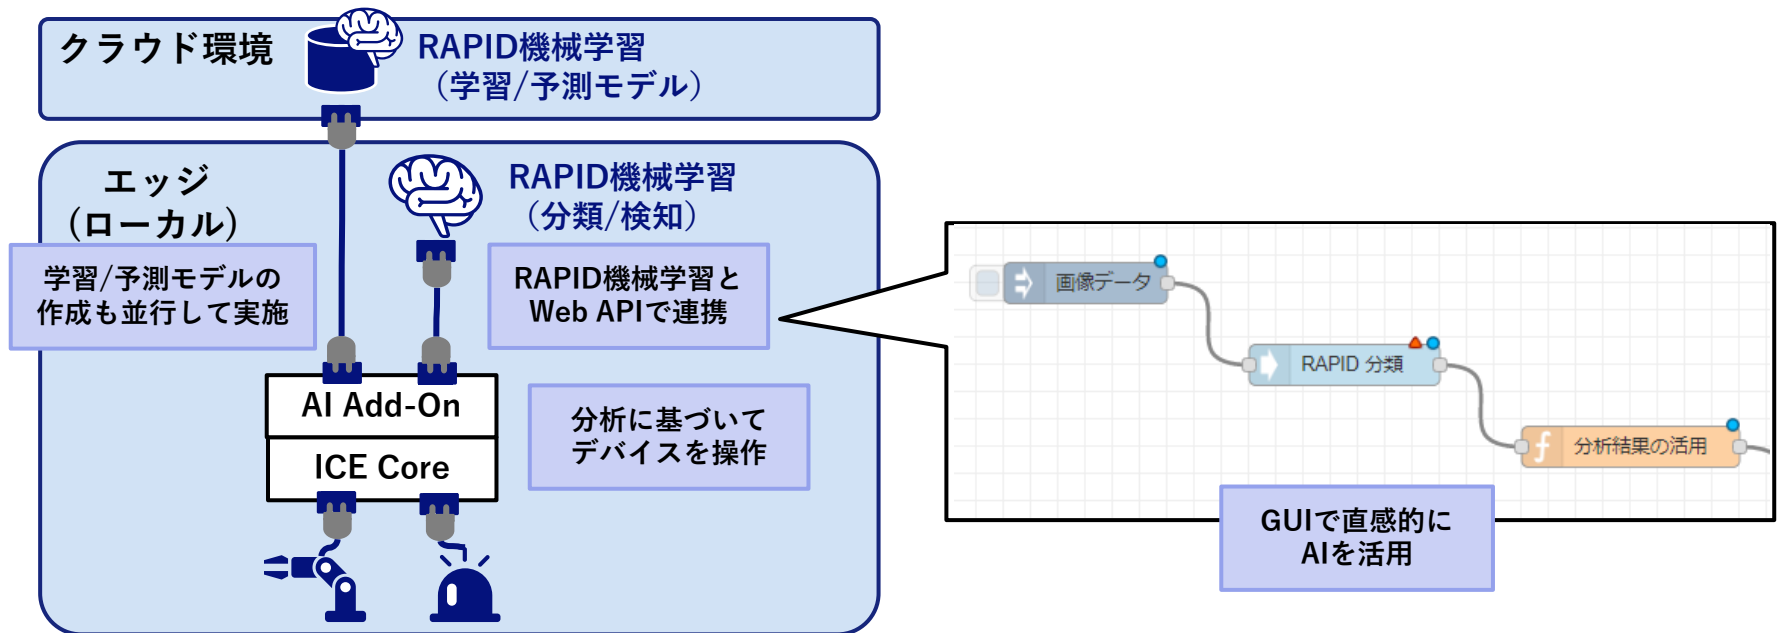 クラウド環境
RAPID機械学習
（学習/予測モデル）
エッジ
（ローカル）
RAPID機械学習
（分類/検知）
学習/予測モデルの
作成も並行して実施
RAPID機械学習と
Web APIで連携
AI Add-On
ICE Core
分析に基づいて
デバイスを操作
画像データ
RAPID 分類
分析結果の活用
GUIで直感的に
AIを活用